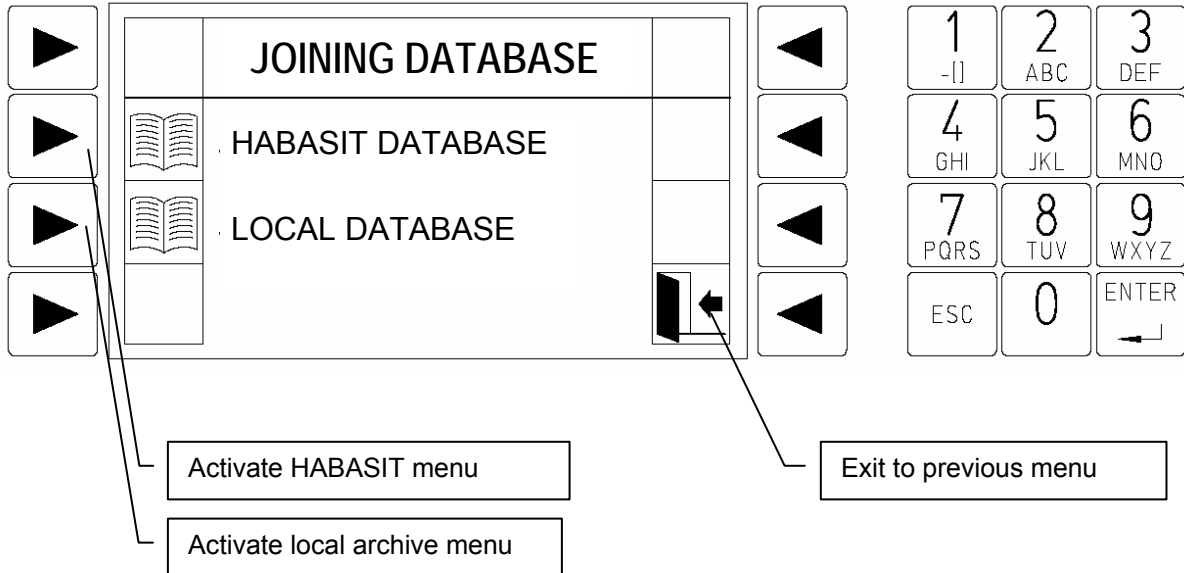 JOINING DATABASE
HABASIT DATABASE
LOCAL DATABASE
1
-[]
2
ABC
3
DEF
4
GHI
5
JKL
6
MNO
7
PQRS
8
TUV
9
WXYZ
ESC
0
ENTER
Activate HABASIT menu
Exit to previous menu
Activate local archive menu